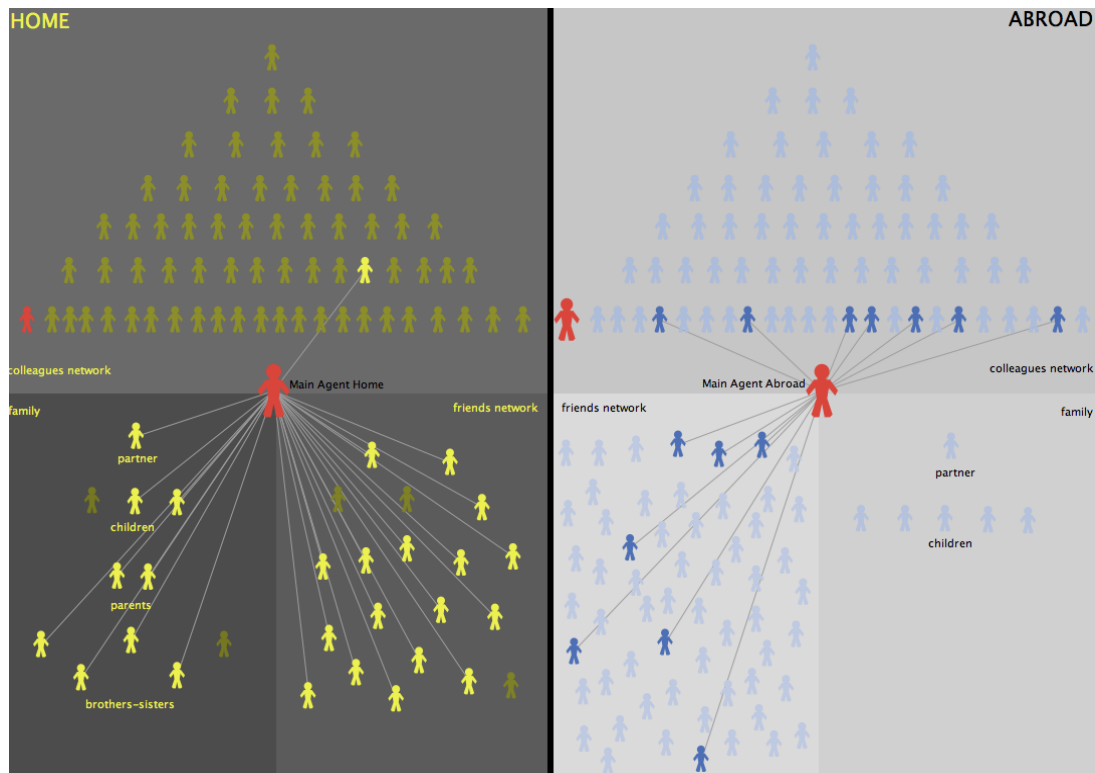 HOME
ABROAD
colleagues network
Main Agent Home
Main Agent Abroad
colleagues network
family
friends network
friends network
family
partner
partner
children
children
parents
brothers-sisters